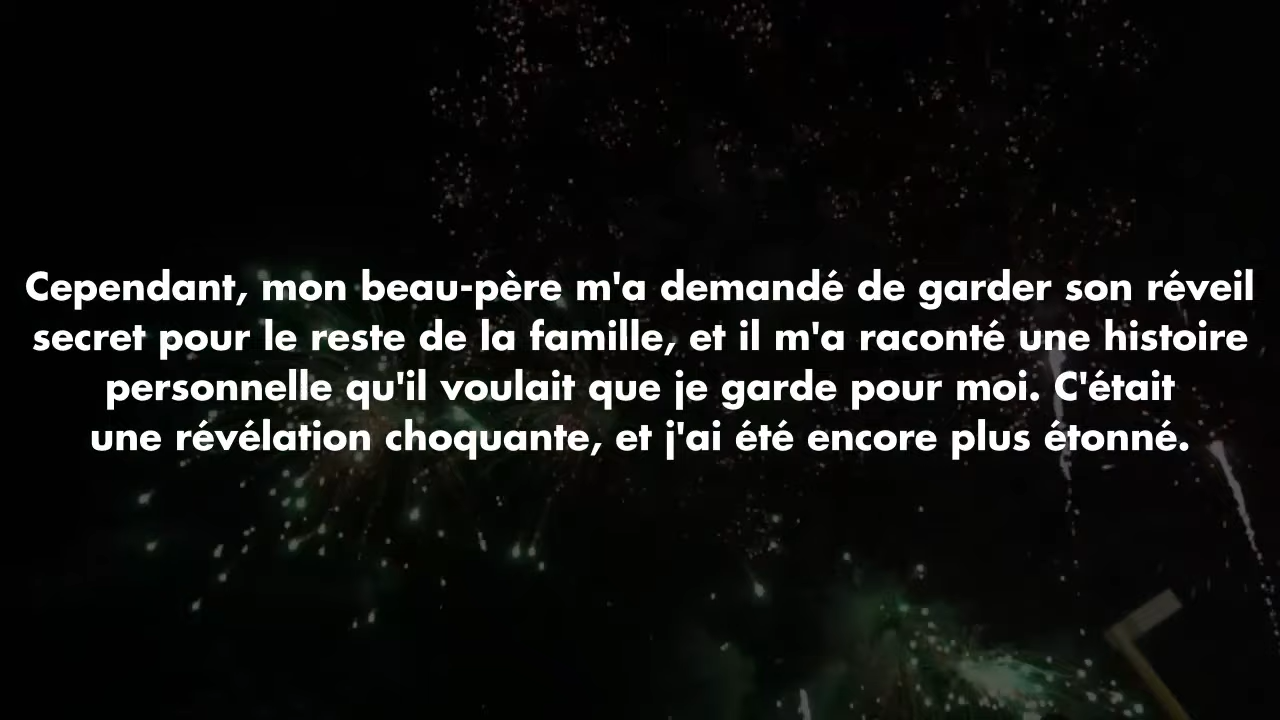 Cependant, mon beau-père m'a demandé de garder son réveil
secret pour le reste de la famille, et il m'a raconté une histoire
personnelle qu'il voulait que je garde pour moi. C'était
une révélation choquante, et j'ai été encore plus étonné.